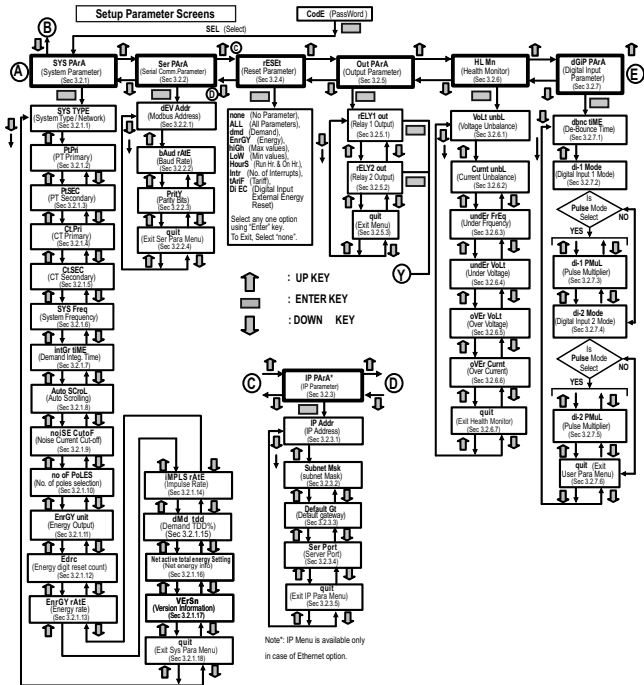 Setup Parameter Screens
CodE (PassWord)
SEL (Select)
B
A
SYS PArA
(System Parameter)
(Sec 3.2.1)
Ser PArA
(Serial Comm.Parameter)
(Sec 3.2.2)
C
D
rESEt
(Reset Parameter)
(Sec 3.2.4)
Out PArA
(Output Parameter)
(Sec 3.2.5)
HL Mn
(Health Monitor)
(Sec 3.2.6)
dGiP PArA
(Digital Input
Parameter)
(Sec 3.2.7)
E
SYS TYPE
(System Type / Network)
(Sec 3.2.1.1)
Pt.Pri
(PT Primary)
(Sec 3.2.1.2)
Pt.SEC
(PT Secondary)
(Sec 3.2.1.3)
Ct.Pri
(CT Primary)
(Sec 3.2.1.4)
Ct.SEC
(CT Secondary)
(Sec 3.2.1.5)
SYS Freq
(System Frequency)
(Sec 3.2.1.6)
intGr tiME
(Demand Integ. Time)
(Sec 3.2.1.7)
Auto SCroL
(Auto Scrolling)
(Sec 3.2.1.8)
noiSE CutoF
(Noise Current Cut-off)
(Sec 3.2.1.9)
no oF PoLES
(No. of poles selection)
(Sec 3.2.1.10)
EnrGY unit
(Energy Output)
(Sec 3.2.1.11)
Edrc
(Energy digit reset count)
(Sec 3.2.1.12)
EnrGY rAtE
(Energy rate)
(Sec 3.2.1.13)
iMPLS rAtE
(Impulse Rate)
(Sec 3.2.1.14)
dMd tdd
(Demand TDD%)
(Sec 3.2.1.15)
Net active total energy Setting
(Net energy info)
(Sec 3.2.1.16)
VErSn
(Version Information)
(Sec 3.2.1.17)
quit
(Exit Sys Para Menu)
(Sec 3.2.1.18)
dEV Addr
(Modbus Address)
(Sec 3.2.2.1)
bAud rAtE
(Baud Rate)
(Sec 3.2.2.2)
PritY
(Parity Bits)
(Sec 3.2.2.3)
quit
(Exit Ser Para Menu)
(Sec 3.2.2.4)
none (No Parameter),
ALL (All Parameters),
dmd (Demand),
EnrGY (Energy),
hIGh (Max values),
LoW (Min values)
HourS (Run Hr. & On Hr.),
Intr (No. of Interrupts),
tArif (Tariff),
Di EC (Digital Input
External Energy
Reset)
Select any one option
using "Enter" key.
To Exit, Select "none".
: UP KEY
: ENTER KEY
: DOWN KEY
rELY1 out
(Relay 1 Output)
(Sec 3.2.5.1)
rELY2 out
(Relay 2 Output)
(Sec 3.2.5.2)
quit
(Exit Menu)
(Sec 3.2.5.3)
Y
C
IP PArA*
(IP Parameter)
(Sec 3.2.3)
D
IP Addr
(IP Address)
(Sec 3.2.3.1)
Subnet Msk
(subnet Mask)
(Sec 3.2.3.2)
Default Gt
(Default gateway)
(Sec 3.2.3.3)
Ser Port
(Server Port)
(Sec 3.2.3.4)
quit
(Exit IP Para Menu)
(Sec 3.2.3.5)
Note*: IP Menu is available only
in case of Ethernet option.
VoLt unbL
(Voltage Unbalance)
(Sec 3.2.6.1)
Curnt unbL
(Current Unbalance)
(Sec 3.2.6.2)
undEr FrEq
(Under Frquency)
(Sec 3.2.6.3)
undEr VoLt
(Under Voltage)
(Sec 3.2.6.4)
oVEr VoLt
(Over Voltage)
(Sec 3.2.6.5)
oVEr Curnt
(Over Current)
(Sec 3.2.6.6)
quit
(Exit Health Monitor)
(Sec 3.2.6.7)
dbnc tiME
(De-Bounce Time)
(Sec 3.2.7.1)
di-1 Mode
(Digital Input 1 Mode)
(Sec 3.2.7.2)
Is
Pulse Mode
Select
NO
YES
di-1 PMuL
(Pulse Multiplier)
(Sec 3.2.7.3)
di-2 Mode
(Digital Input 2 Mode)
(Sec 3.2.7.4)
Is
Pulse Mode
Select
NO
YES
di-2 PMuL
(Pulse Multiplier)
(Sec 3.2.7.5)
quit (Exit
User Para Menu)
(Sec 3.2.7.6)